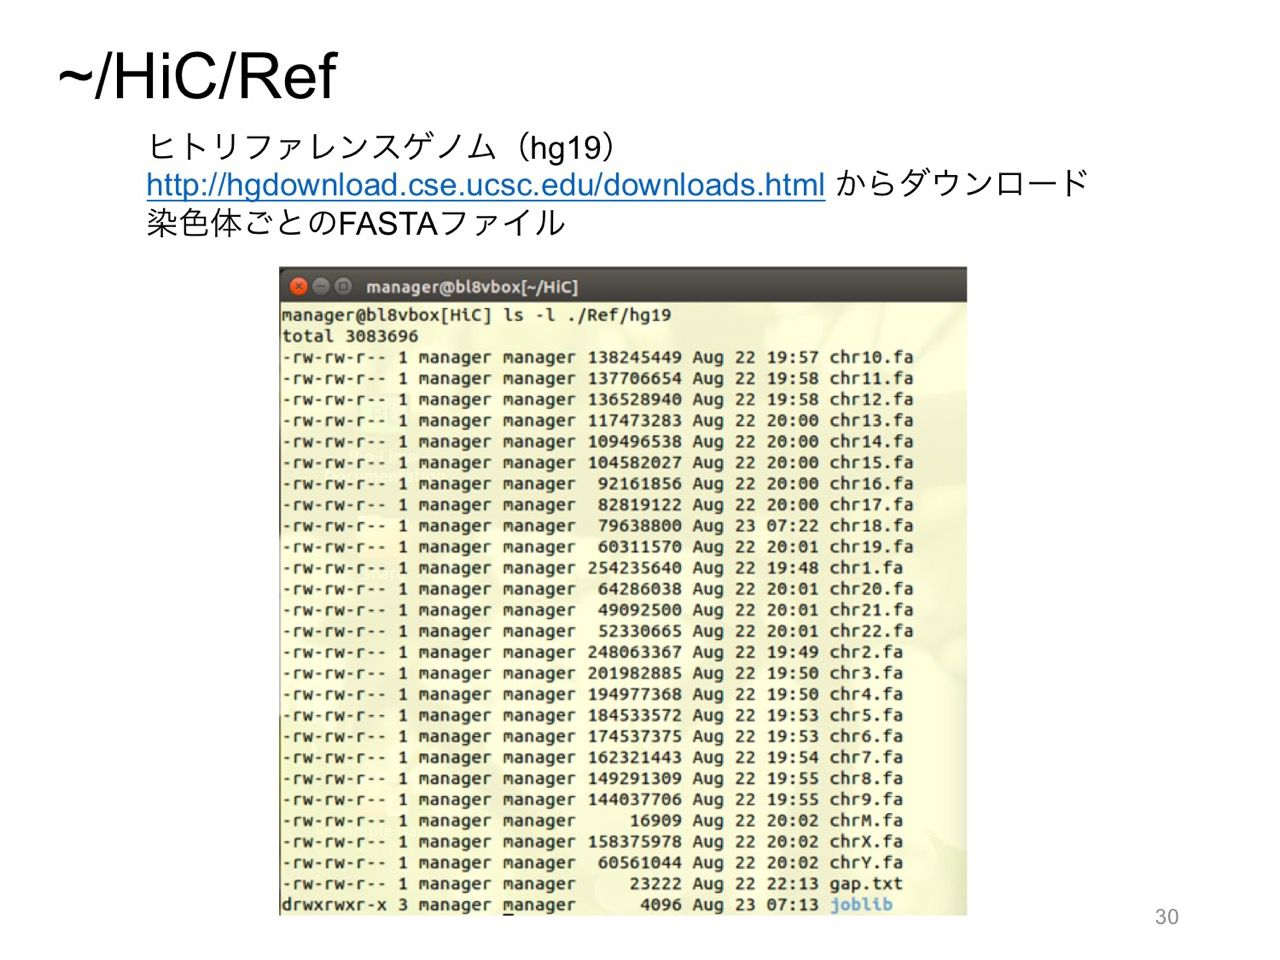 ~/HiC/Ref
ヒトリファレンスゲノム（hg19）
http://hgdownload.cse.ucsc.edu/downloads.html からダウンロード
染色体ごとのFASTAファイル
manager@bl8vbox[~/HiC]
manager@bl8vbox[HiC] ls -l ./Ref/hg19
total 3083696
-rw-rw-r-- 1 manager manager 138245449 Aug 22 19:57 chr10.fa
-rw-rw-r-- 1 manager manager 137706654 Aug 22 19:58 chr11.fa
-rw-rw-r-- 1 manager manager 136528940 Aug 22 19:58 chr12.fa
-rw-rw-r-- 1 manager manager 117473283 Aug 22 20:00 chr13.fa
-rw-rw-r-- 1 manager manager 109496538 Aug 22 20:00 chr14.fa
-rw-rw-r-- 1 manager manager 104582027 Aug 22 20:00 chr15.fa
-rw-rw-r-- 1 manager manager  92161856 Aug 22 20:00 chr16.fa
-rw-rw-r-- 1 manager manager  82819122 Aug 22 20:00 chr17.fa
-rw-rw-r-- 1 manager manager  79638800 Aug 23 07:22 chr18.fa
-rw-rw-r-- 1 manager manager  60311570 Aug 22 20:01 chr19.fa
-rw-rw-r-- 1 manager manager 254235640 Aug 22 19:48 chr1.fa
-rw-rw-r-- 1 manager manager  64286038 Aug 22 20:01 chr20.fa
-rw-rw-r-- 1 manager manager  49092500 Aug 22 20:01 chr21.fa
-rw-rw-r-- 1 manager manager  52330665 Aug 22 20:01 chr22.fa
-rw-rw-r-- 1 manager manager 248063367 Aug 22 19:49 chr2.fa
-rw-rw-r-- 1 manager manager 201982885 Aug 22 19:50 chr3.fa
-rw-rw-r-- 1 manager manager 194977368 Aug 22 19:50 chr4.fa
-rw-rw-r-- 1 manager manager 184533572 Aug 22 19:53 chr5.fa
-rw-rw-r-- 1 manager manager 174537375 Aug 22 19:53 chr6.fa
-rw-rw-r-- 1 manager manager 162321443 Aug 22 19:54 chr7.fa
-rw-rw-r-- 1 manager manager 149291309 Aug 22 19:55 chr8.fa
-rw-rw-r-- 1 manager manager 144037706 Aug 22 19:55 chr9.fa
-rw-rw-r-- 1 manager manager     16909 Aug 22 20:02 chrM.fa
-rw-rw-r-- 1 manager manager 158375978 Aug 22 20:02 chrX.fa
-rw-rw-r-- 1 manager manager  60561044 Aug 22 20:02 chrY.fa
-rw-rw-r-- 1 manager manager     23222 Aug 22 22:13 gap.txt
drwxrwxr-x 3 manager manager      4096 Aug 23 07:13 joblib
30